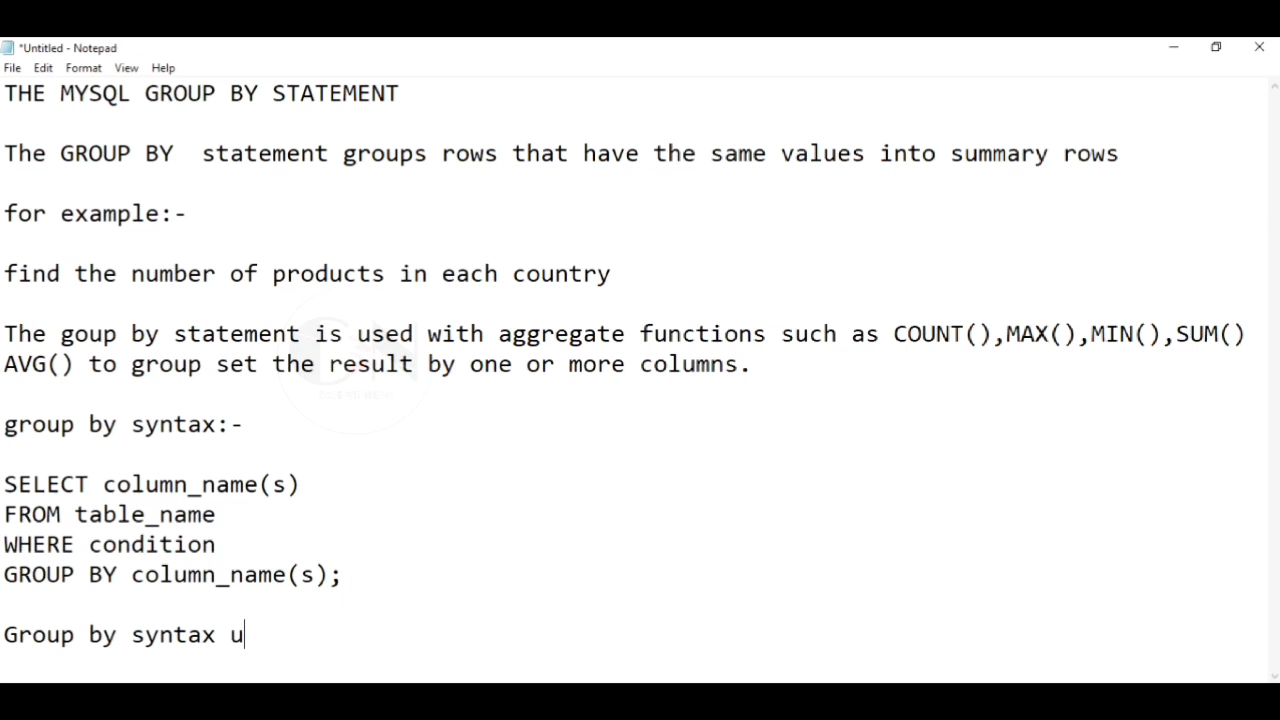 *Untitled - Notepad
File Edit Format View Help
THE MYSQL GROUP BY STATEMENT
The GROUP BY  statement groups rows that have the same values into summary rows
for example:-
find the number of products in each country
The goup by statement is used with aggregate functions such as COUNT(),MAX(),MIN(),SUM()
AVG() to group set the result by one or more columns.
group by syntax:-
SELECT column_name(s)
FROM table_name
WHERE condition
GROUP BY column_name(s);
Group by syntax u